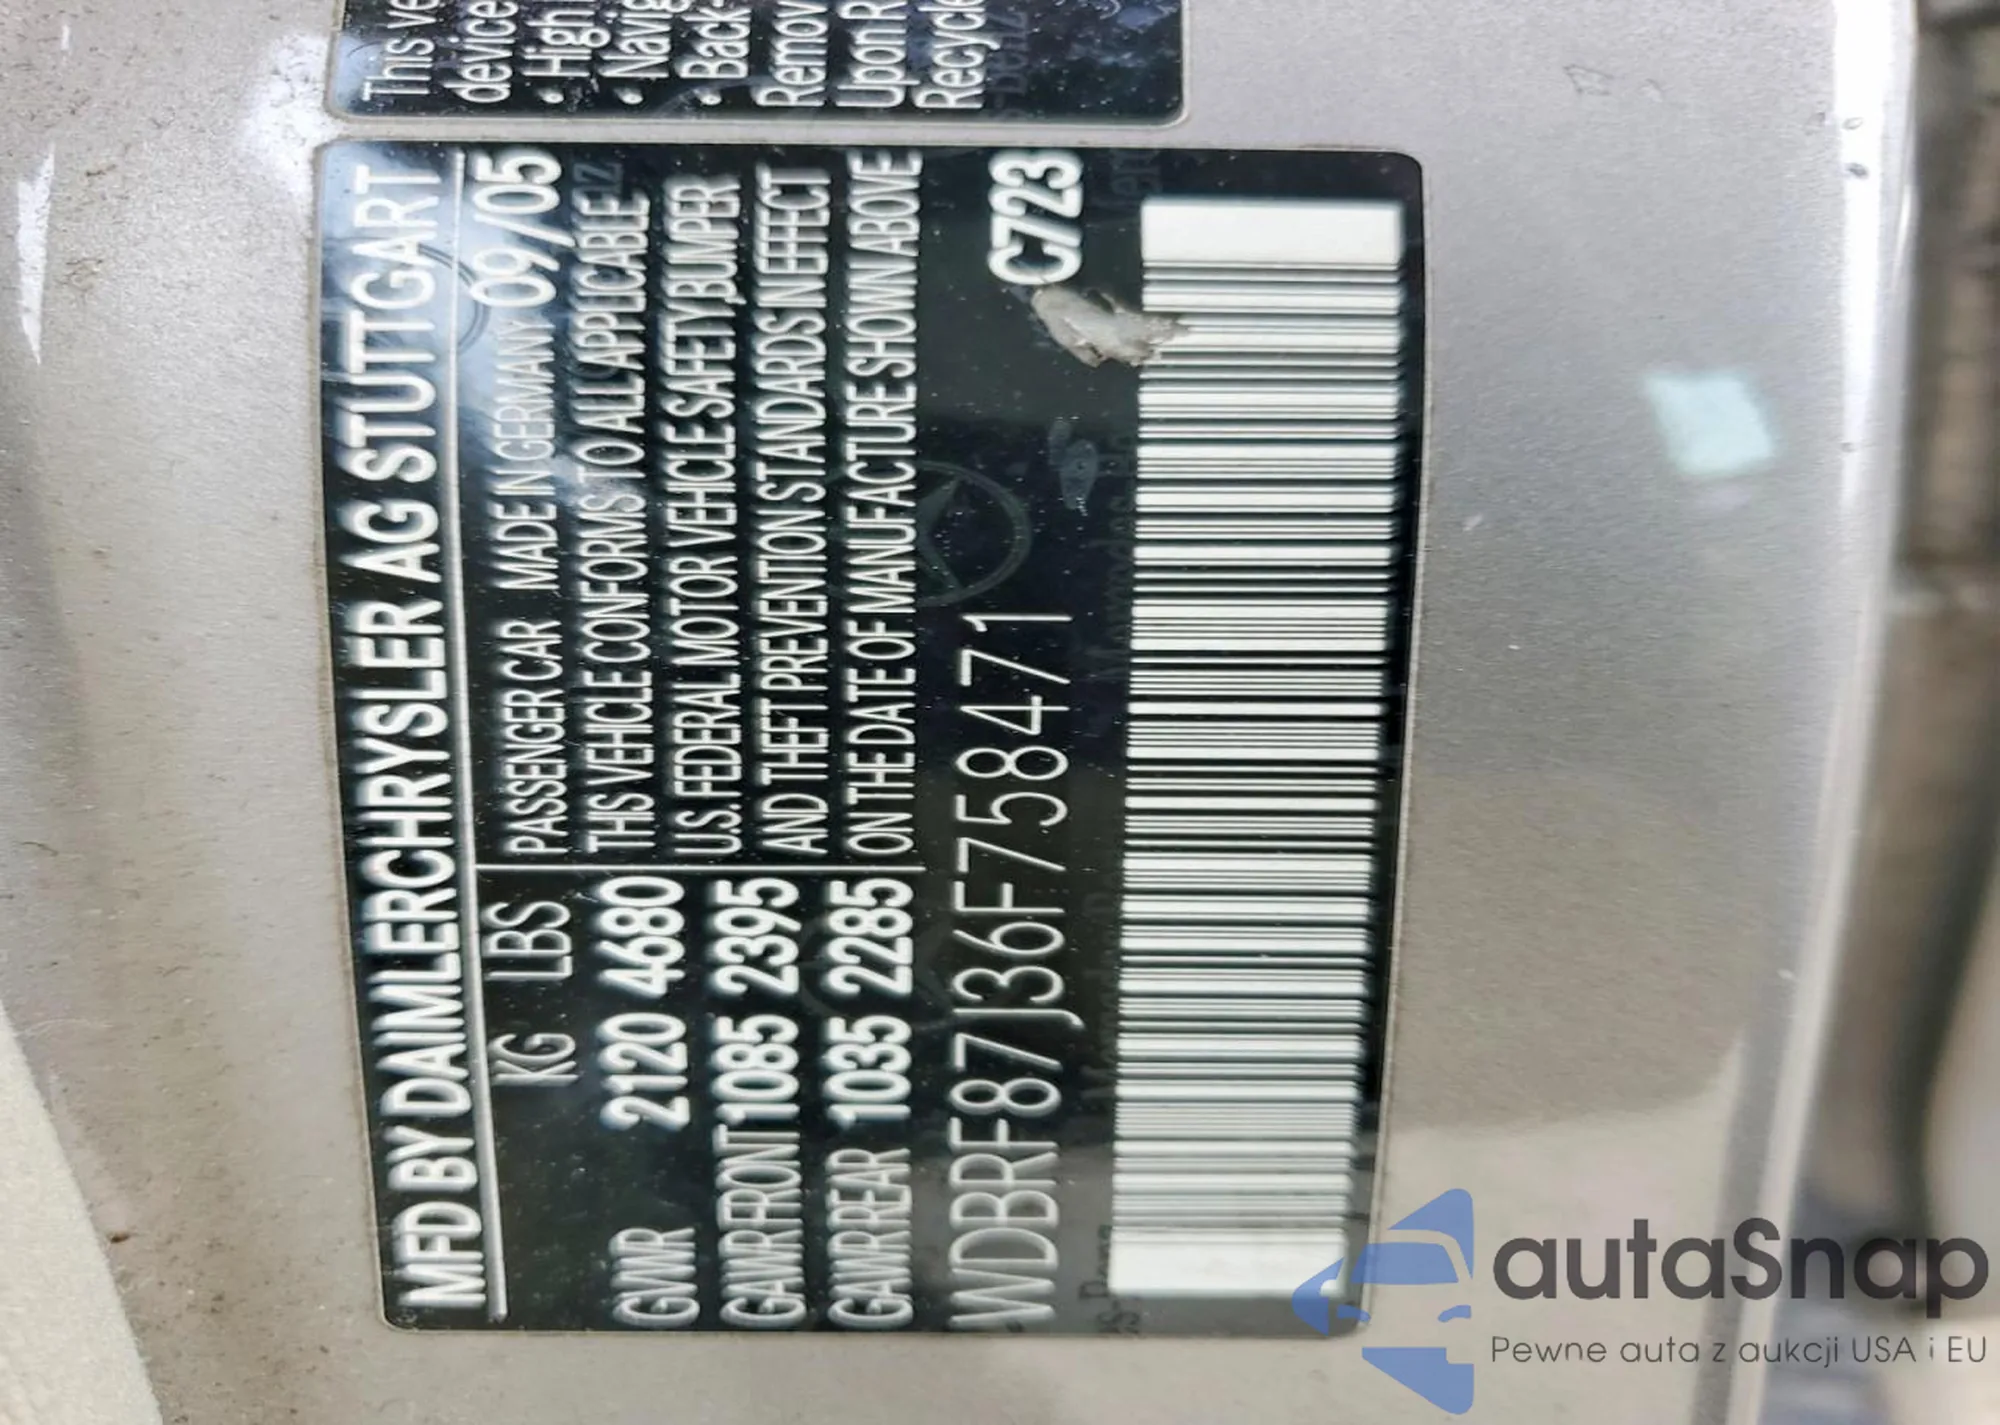 This ve
device
• High
• Navig
• Back-
Remov
Upon R
Recycle
MFD BY DAIMLERCHRYSLER AG STUTTGART
KG LBS
PASSENGER CAR MADE IN GERMANY 09/05
GVWR 2120 4680
THIS VEHICLE CONFORMS TO ALL APPLICABLE
GAWR FRONT 1085 2395
U.S. FEDERAL MOTOR VEHICLE SAFETY, BUMPER
AND THEFT PREVENTION STANDARDS IN EFFECT
GAWR REAR 1035 2285
ON THE DATE OF MANUFACTURE SHOWN ABOVE
WDBRF87J36F758471
C723
autaSnap
Pewne auta z aukcji USA i EU